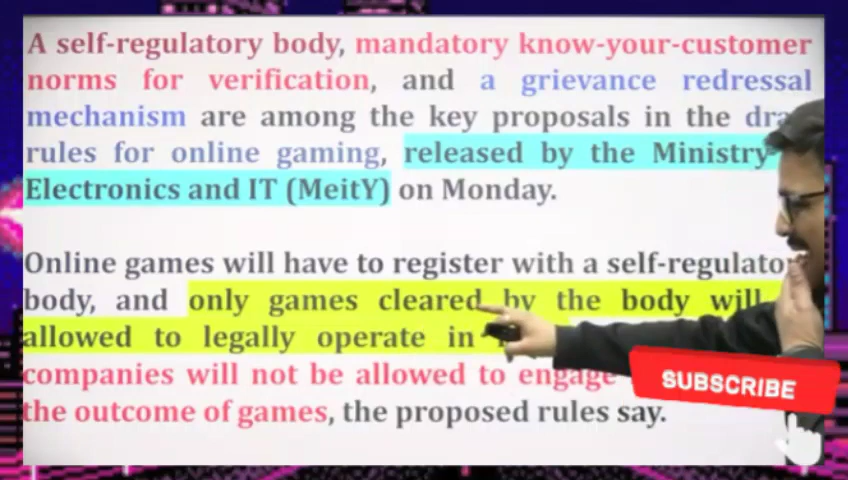 A self-regulatory body, mandatory know-your-customer
norms for verification, and a grievance redressal
mechanism are among the key proposals in the
rules for online gaming, released by the Ministry
Electronics and IT (MeitY) on Monday.
Online games will have to register with a
body, and only games cleared by the body will
allowed to legally operate in
companies will not be allowed to engage
the outcome of games, the proposed rules say.
SUBSCRIBE